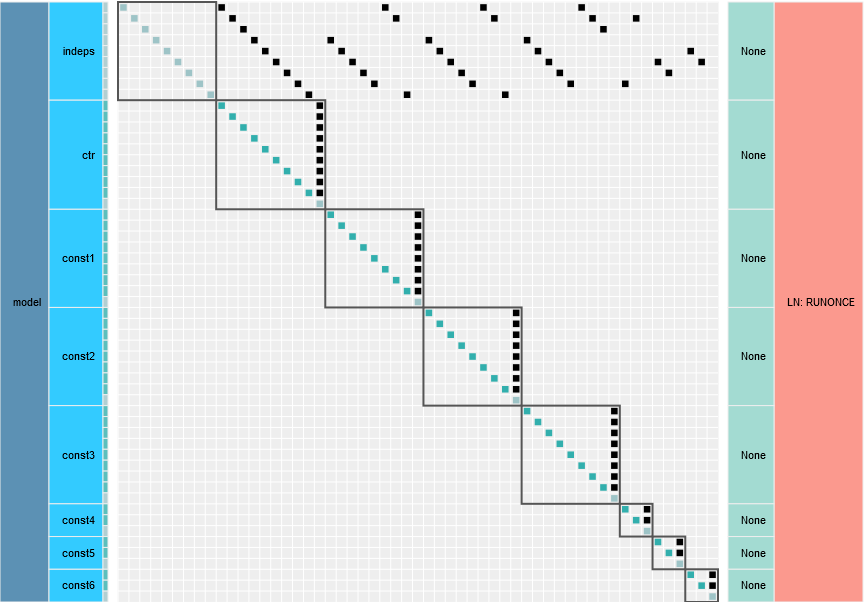 indeps
None
ctr
None
const1
None
model
LN: RUNONCE
const2
None
const3
None
const4
None
const5
None
const6
None